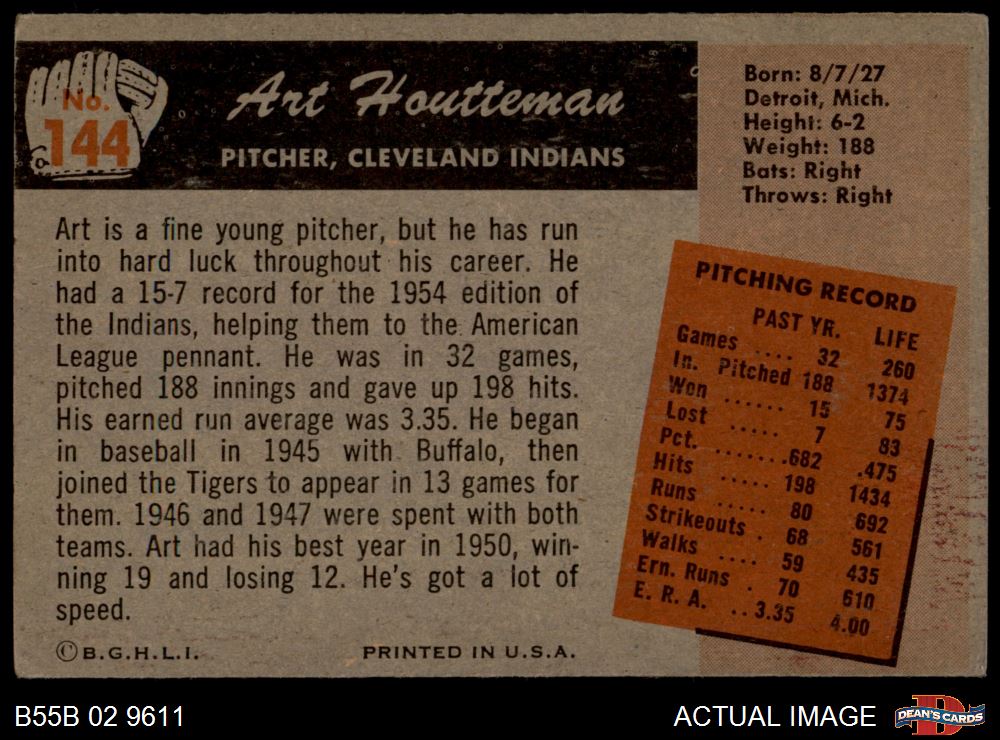 No.
144
Art Houtteman
PITCHER, CLEVELAND INDIANS
Born: 8/7/27
Detroit, Mich.
Height: 6-2
Weight: 188
Bats: Right
Throws: Right
Art is a fine young pitcher, but he has run
into hard luck throughout his career. He
had a 15-7 record for the 1954 edition of
the Indians, helping them to the American
League pennant. He was in 32 games,
pitched 188 innings and gave up 198 hits.
His earned run average was 3.35. He began
in baseball in 1945 with Buffalo, then
joined the Tigers to appear in 13 games for
them. 1946 and 1947 were spent with both
teams. Art had his best year in 1950, win-
ning 19 and losing 12. He's got a lot of
speed.
PITCHING RECORD
PAST YR. LIFE
Games .... 32 260
In. Pitched 188 1374
Won ...... 15 75
Lost ..... 7 83
Pct. .......682 .475
Hits ..... 198 1434
Runs ..... 80 692
Strikeouts . 68 561
Walks .... 59 435
Ern. Runs . 70 610
E. R. A. ..3.35 4.00
© B.G.H.L.I. PRINTED IN U.S.A.
B55B 02 9611 ACTUAL IMAGE
D
DEAN'S CARDS